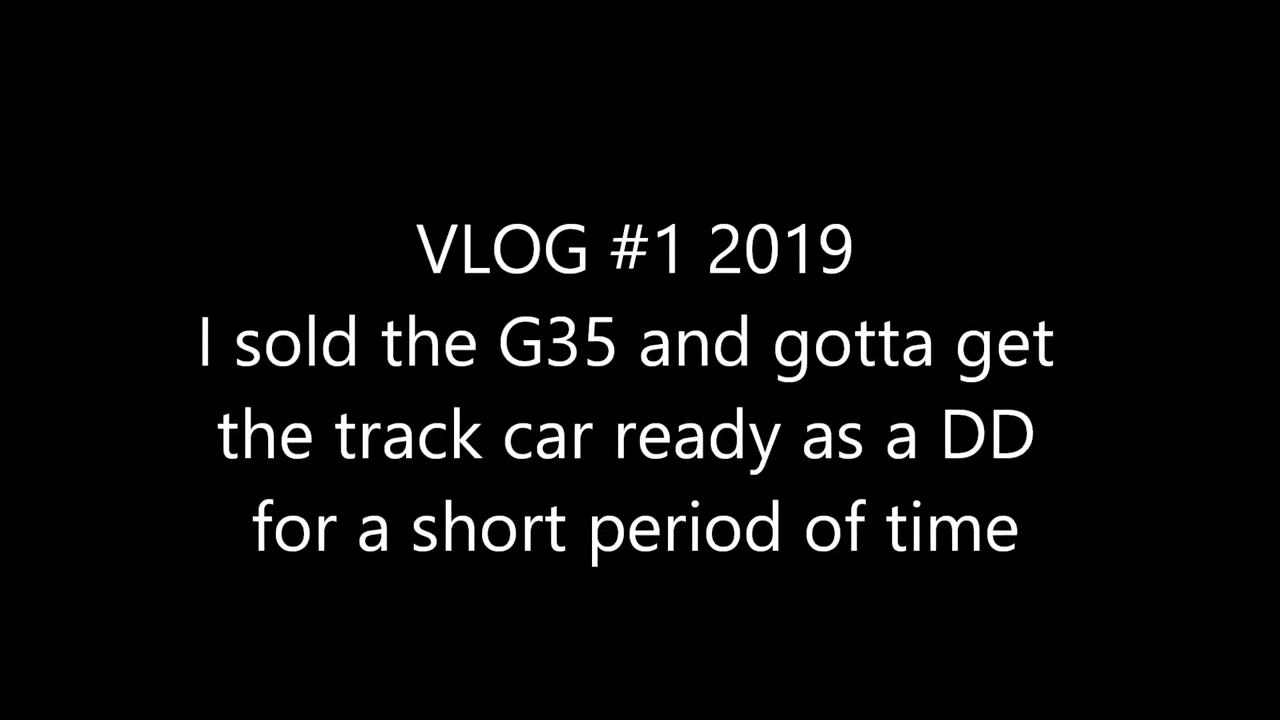 VLOG #1 2019
I sold the G35 and gotta get
the track car ready as a DD
for a short period of time